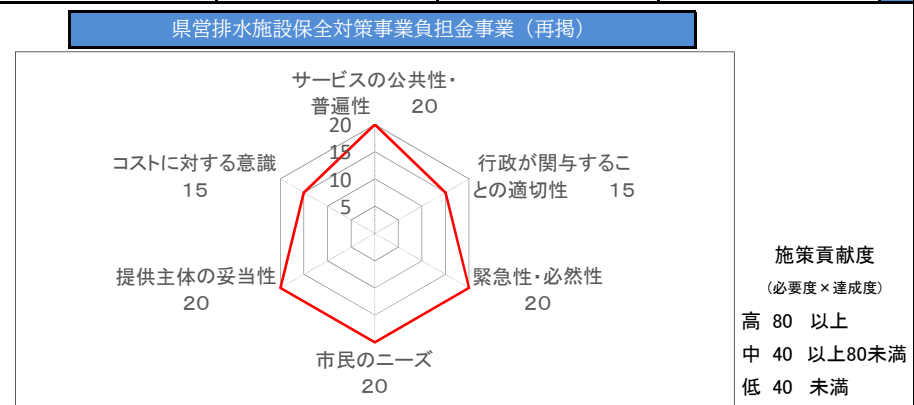 県営排水施設保全対策事業負担金事業（再掲）
サービスの公共性・
普遍性 20
20
15
10
5
コストに対する意識
15
行政が関与するこ
との適切性 15
提供主体の妥当性
20
緊急性・必然性
20
市民のニーズ
20
施策貢献度
（必要度×達成度）
高 80 以上
中 40 以上80未満
低 40 未満